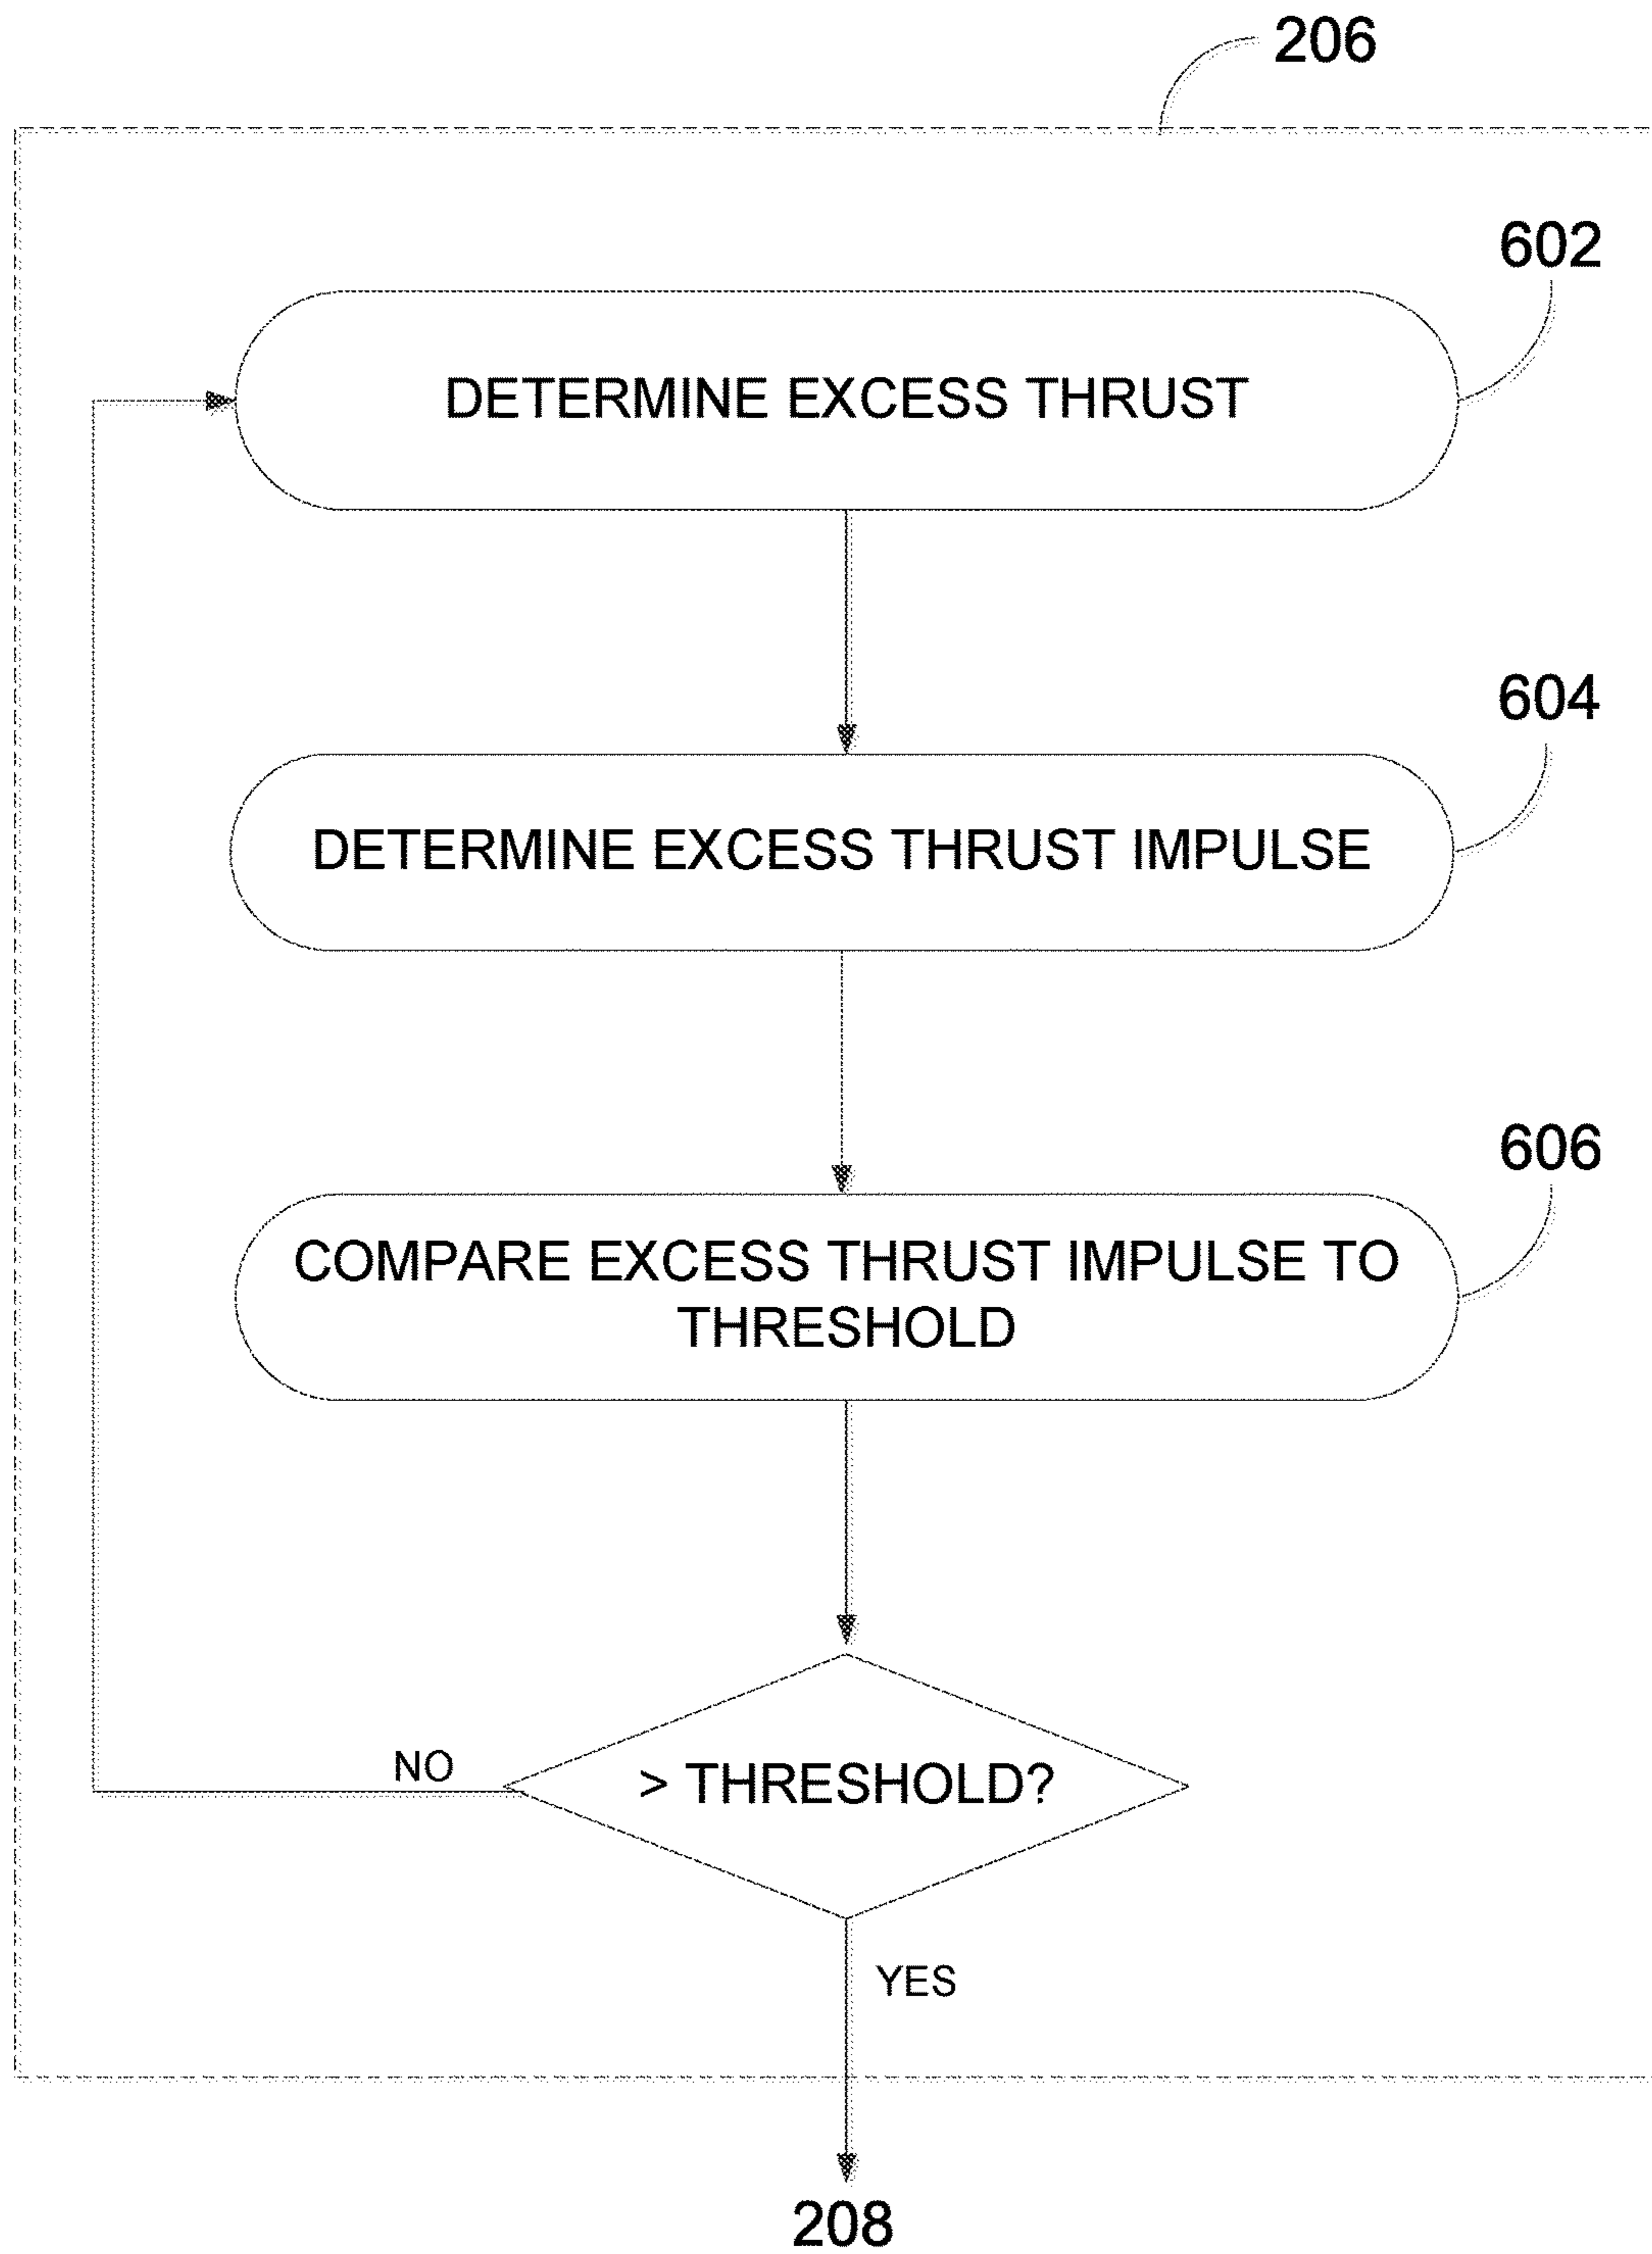 206
602
DETERMINE EXCESS THRUST
604
DETERMINE EXCESS THRUST IMPULSE
606
COMPARE EXCESS THRUST IMPULSE TO
THRESHOLD
NO
> THRESHOLD?
YES
208